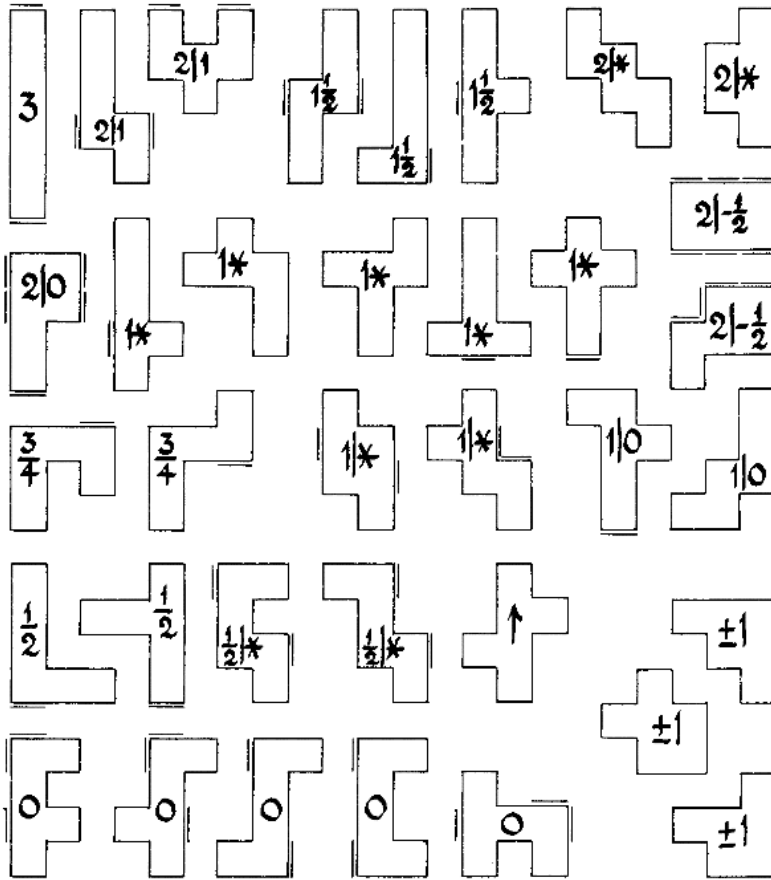 3 2|1 2|1 1½ 1½ 1½ 2|* 2|*
2|-½
2|0 1* 1* 1* 1* 1* 2|-½
¾ ¾ 1|* 1|* 1|0 1|0
½ ½ ½|* ½|* ↑ ±1
±1
0 0 0 0 0 ±1